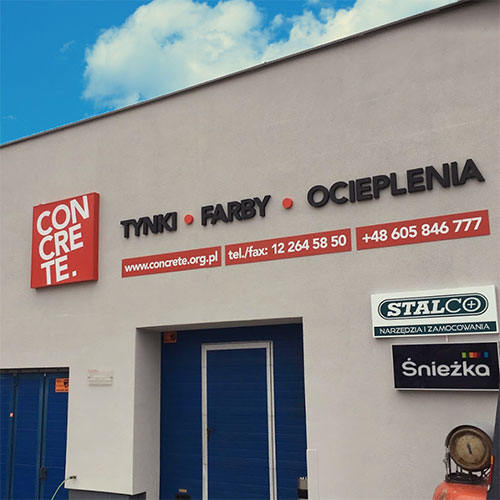 CON
CRE
TE.
TYNKI • FARBY • OCIEPLENIA
www.concrete.org.pl
tel./fax: 12 264 58 50
+48 605 846 777
STALCO
NARZĘDZIA I ZAMOCOWANIA
Śnieżka